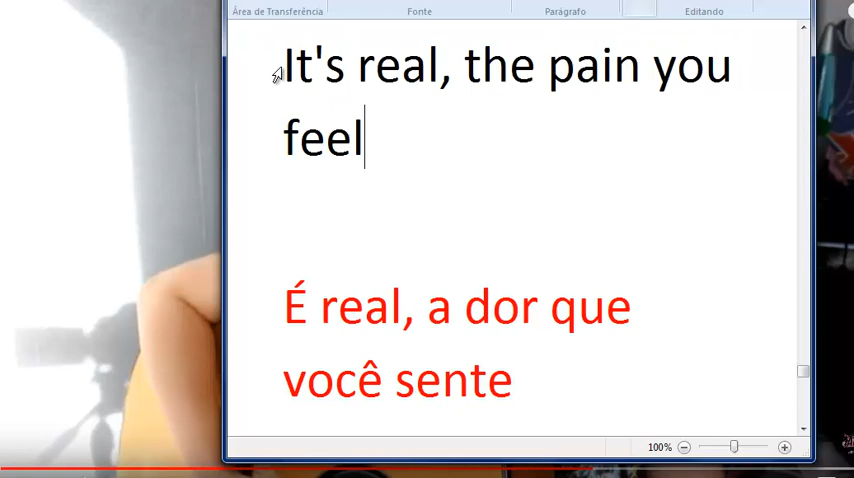 Área de Transferência Fonte Parágrafo Editando
It's real, the pain you
feel
É real, a dor que
você sente
100%